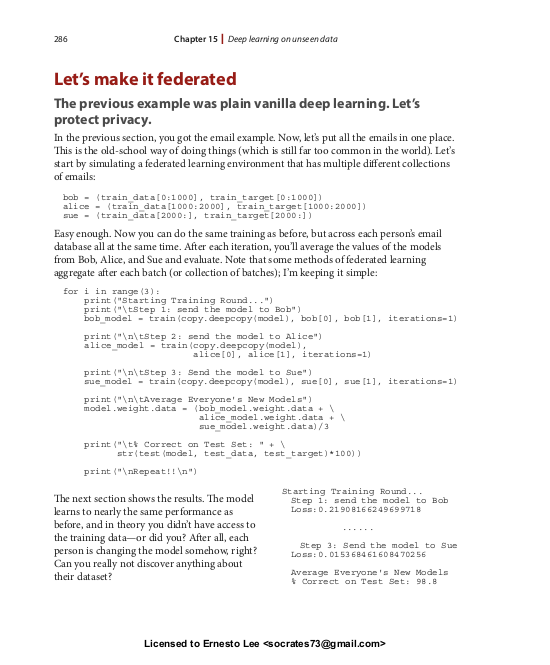 286
Chapter 15 | Deep learning on unseen data
Let's make it federated
The previous example was plain vanilla deep learning. Let's
protect privacy.
In the previous section, you got the email example. Now, let's put all the emails in one place.
This is the old-school way of doing things (which is still far too common in the world). Let's
start by simulating a federated learning environment that has multiple different collections
of emails:
bob = (train_data[0:1000], train_target[0:1000])
alice = (train_data[1000:2000], train_target[1000:2000])
sue = (train_data[2000:], train_target[2000:])
Easy enough. Now you can do the same training as before, but across each person's email
database all at the same time. After each iteration, you'll average the values of the models
from Bob, Alice, and Sue and evaluate. Note that some methods of federated learning
aggregate after each batch (or collection of batches); I'm keeping it simple:
for i in range(3):
    print("Starting Training Round...")
    print("\tStep 1: send the model to Bob")
    bob_model = train(copy.deepcopy(model), bob[0], bob[1], iterations=1)
    print("\n\tStep 2: send the model to Alice")
    alice_model = train(copy.deepcopy(model),
                        alice[0], alice[1], iterations=1)
    print("\n\tStep 3: Send the model to Sue")
    sue_model = train(copy.deepcopy(model), sue[0], sue[1], iterations=1)
    print("\n\tAverage Everyone's New Models")
    model.weight.data = (bob_model.weight.data + \
                         alice_model.weight.data + \
                         sue_model.weight.data)/3
    print("\t% Correct on Test Set: " + \
          str(test(model, test_data, test_target)*100))
    print("\nRepeat!!\n")
The next section shows the results. The model
learns to nearly the same performance as
before, and in theory you didn't have access to
the training data—or did you? After all, each
person is changing the model somehow, right?
Can you really not discover anything about
their dataset?
Starting Training Round...
  Step 1: send the model to Bob
  Loss:0.21908166249699718
            ......
    Step 3: Send the model to Sue
  Loss:0.015368461608470256
  Average Everyone's New Models
  % Correct on Test Set: 98.8
Licensed to Ernesto Lee <socrates73@gmail.com>